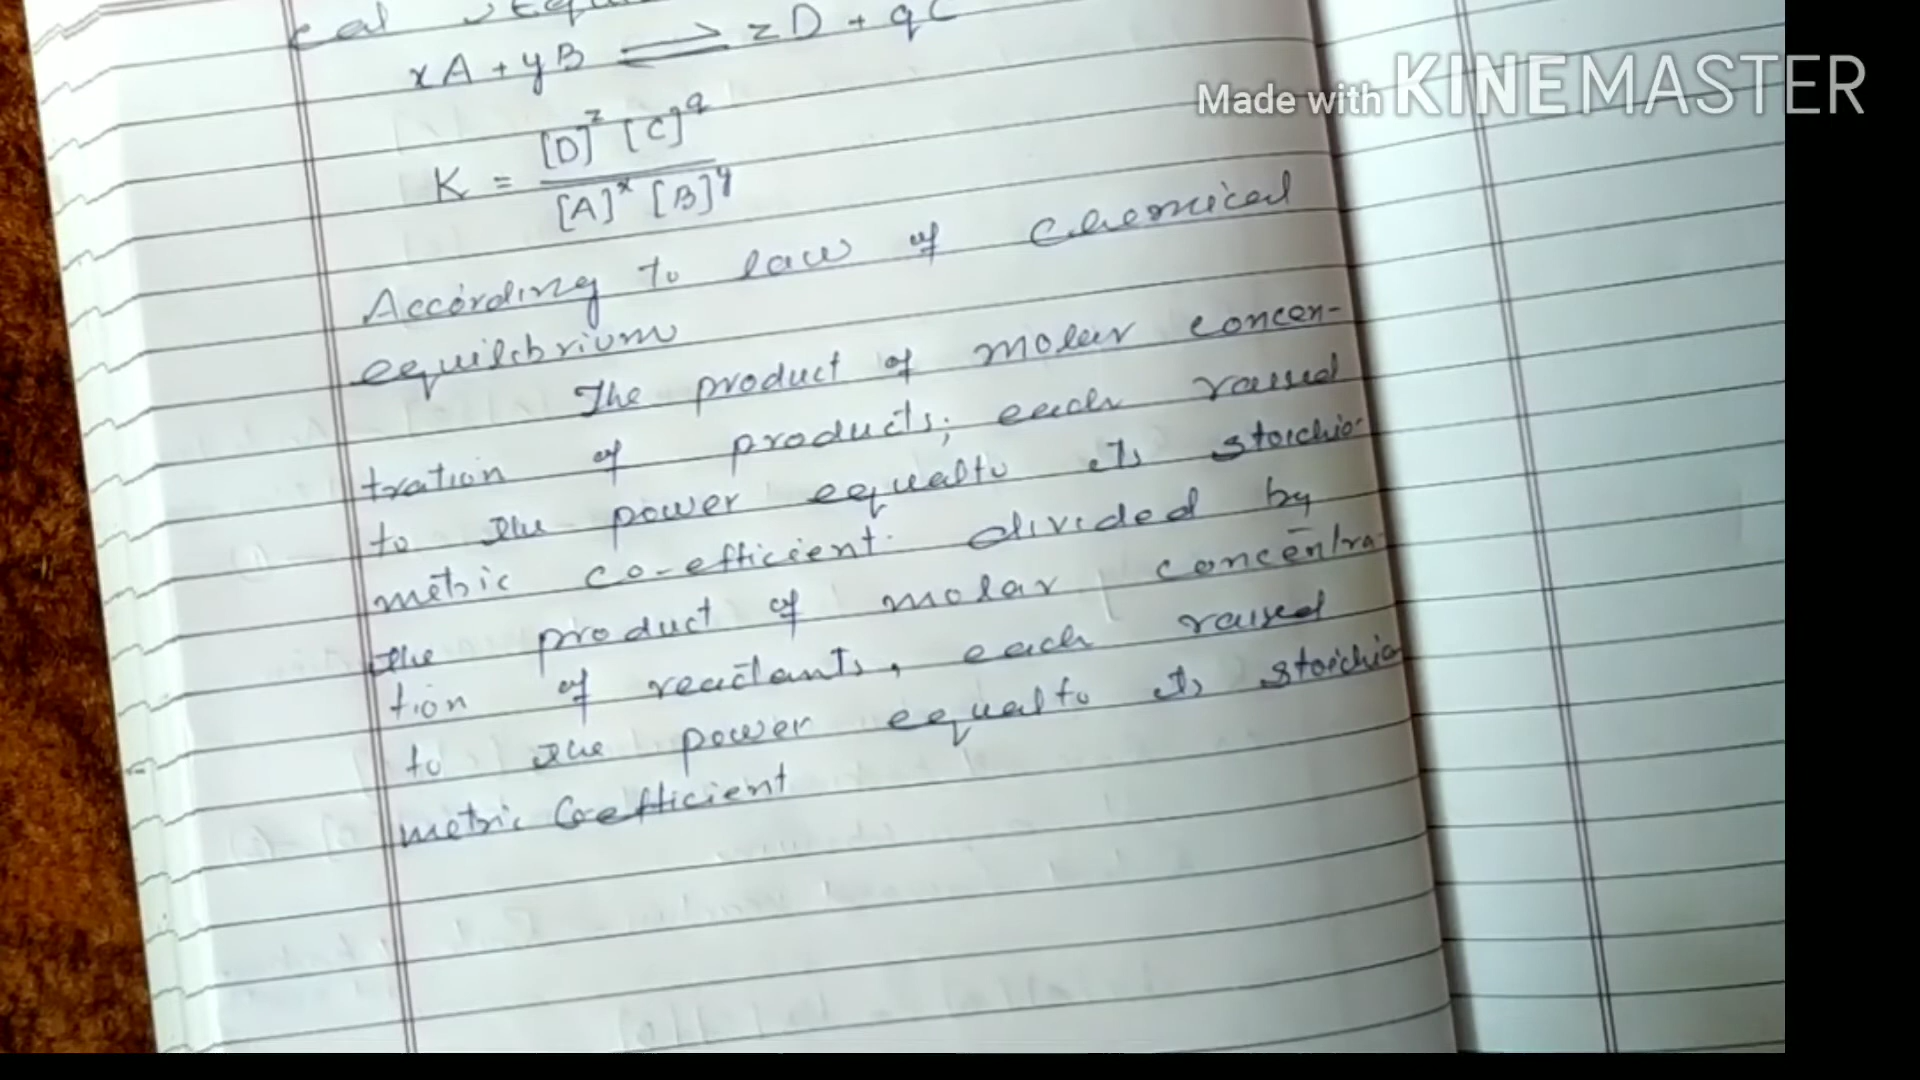 cal
xA + yB ⇌ zD + qC
Made with KINEMASTER
K = [D]^z [C]^q / [A]^x [B]^y
According to law of chemical
equilibrium
The product of molar concen-
tration of products, each raised
to the power equal to its stoichio-
metric co-efficient divided by
the product of molar concentra-
tion of reactants, each raised
to the power equal to its stoichio
metric Coefficient